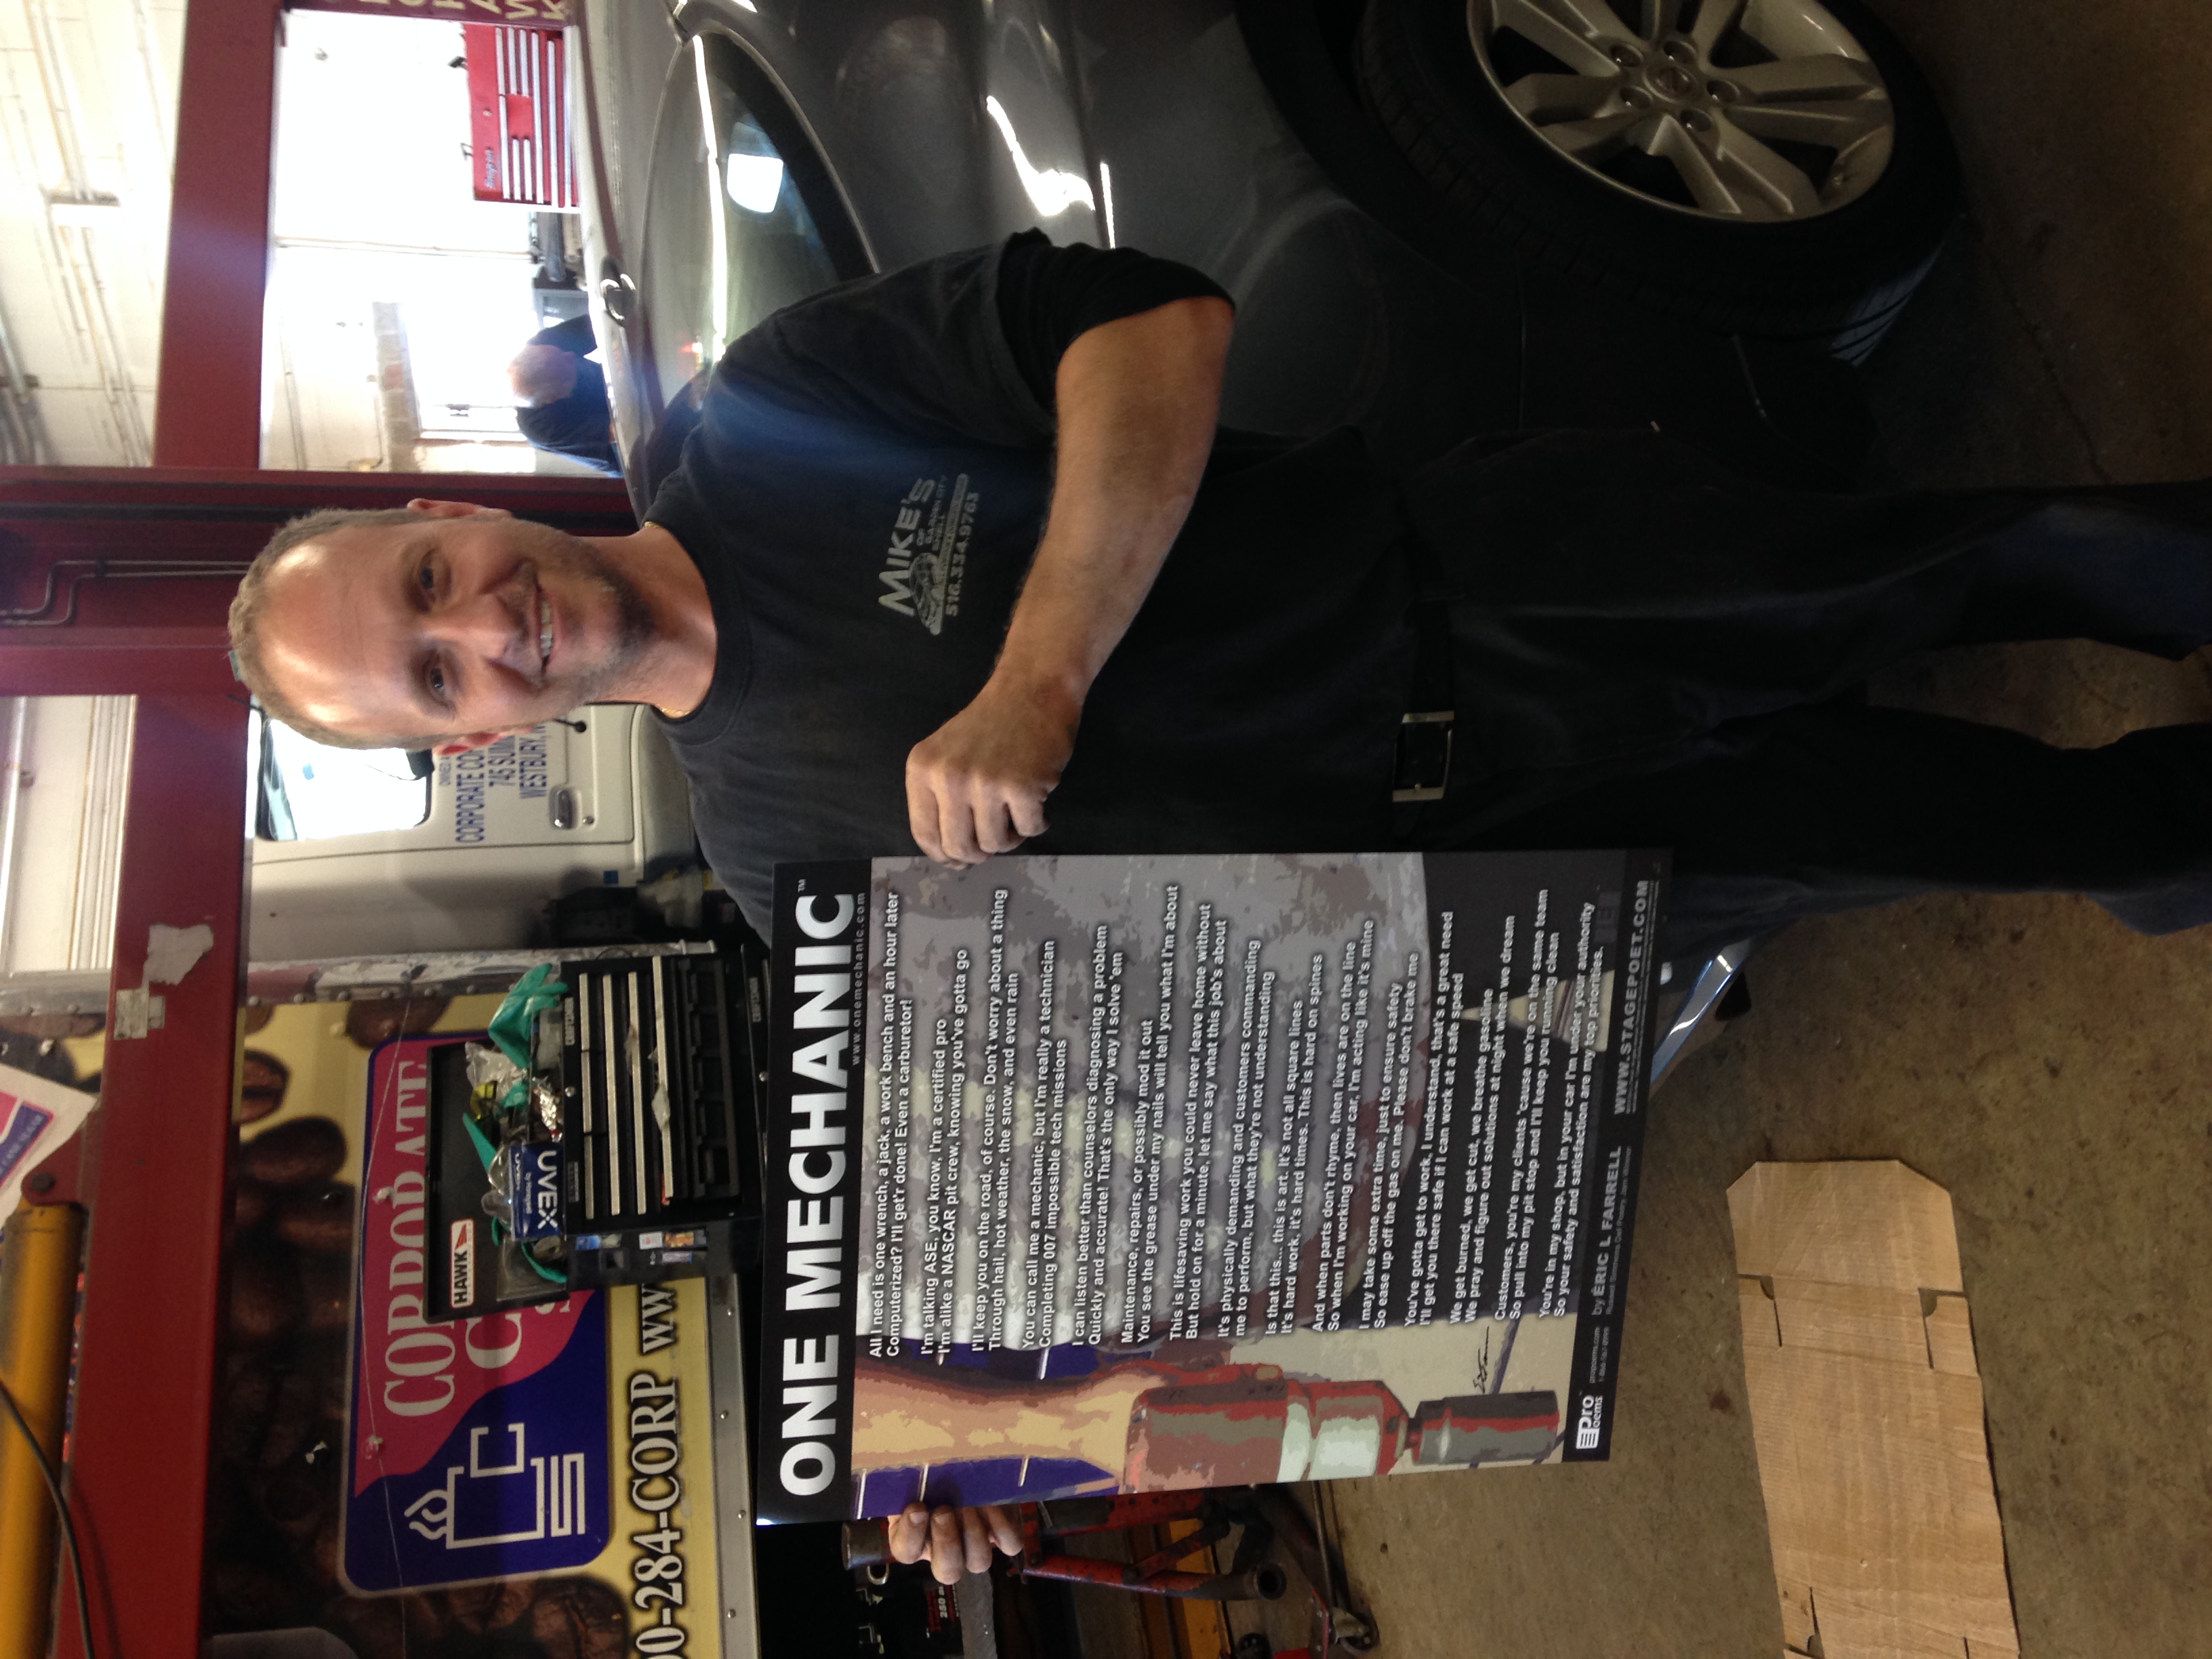 ONE MECHANIC™
www.onemechanic.com
All I need is one wrench, a jack, a work bench and an hour later
Computerized? I'll get'r done! Even a carburetor!
I'm talking ASE, you know, I'm a certified pro
I'm alike a NASCAR pit crew, knowing you've gotta go
I'll keep you on the road, of course. Don't worry about a thing
Through hail, hot weather, the snow, and even rain
You can call me a mechanic, but I'm really a technician
Completing 007 impossible tech missions
I can listen better than counselors diagnosing a problem
Quickly and accurate! That's the only way I solve 'em
Maintenance, repairs, or possibly mod it out
You see the grease under my nails will tell you what I'm about
This is lifesaving work you could never leave home without
But hold on for a minute, let me say what this job's about
It's physically demanding and customers commanding
me to perform, but what they're not understanding
Is that this... this is art. It's not all square lines
It's hard work, it's hard times. This is hard on spines
And when parts don't rhyme, then lives are on the line
So when I'm working on your car, I'm acting like it's mine
I may take some extra time, just to ensure safety
So ease up off the gas on me. Please don't brake me
You've gotta get to work, I understand, that's a great need
I'll get you there safe if I can work at a safe speed
We get burned, we get cut, we breathe gasoline
We pray and figure out solutions at night when we dream
Customers, you're my clients 'cause we're on the same team
So pull into my pit stop and I'll keep you running clean
You're in my shop, but in your car I'm under your authority
So your safety and satisfaction are my top priorities.
Pro Poems
propoems.com
by ERIC L FARRELL
WWW.STAGEPOET.COM
MIKE'S
OF
GARDEN CITY
SHELL
516.334.9763
CORPORATE CO
745 SUM
WESTBURY,
CORPORATE
C
S
00-284-CORP ww
HAWK
UVEX
Snap-on
CRAFTSMAN